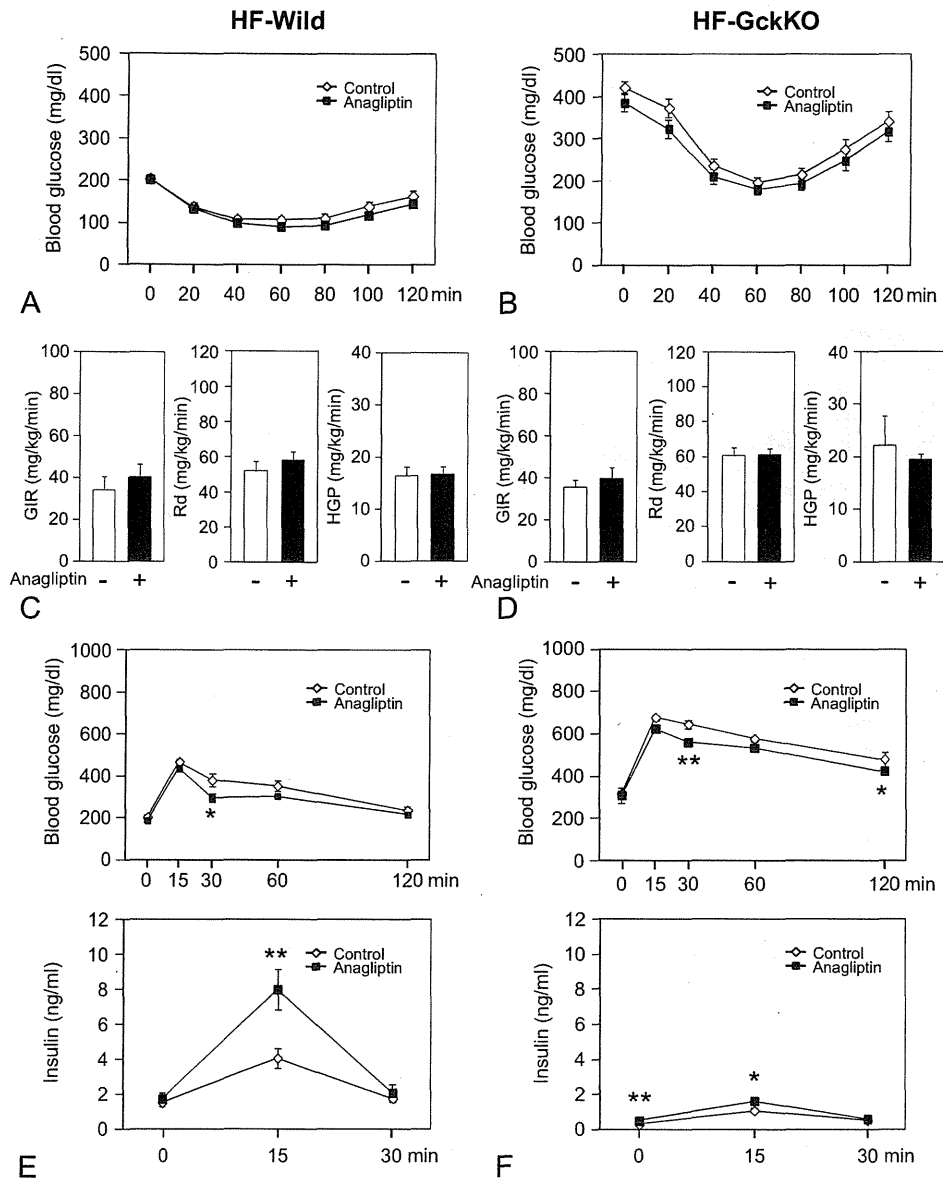 HF-Wild
HF-GckKO
Blood glucose (mg/dl)
500
400
300
200
100
0
Control
Anagliptin
0 20 40 60 80 100 120 min
A
Blood glucose (mg/dl)
500
400
300
200
100
0
Control
Anagliptin
0 20 40 60 80 100 120 min
B
GIR (mg/kg/min)
100
80
60
40
20
0
Rd (mg/kg/min)
120
100
80
60
40
20
0
HGP (mg/kg/min)
40
30
20
10
0
Anagliptin - + - + - +
C
GIR (mg/kg/min)
100
80
60
40
20
0
Rd (mg/kg/min)
120
100
80
60
40
20
0
HGP (mg/kg/min)
40
30
20
10
0
Anagliptin - + - + - +
D
Blood glucose (mg/dl)
1000
800
600
400
200
0
Control
Anagliptin
*
0 15 30 60 120 min
Blood glucose (mg/dl)
1000
800
600
400
200
0
Control
Anagliptin
**
*
0 15 30 60 120 min
Insulin (ng/ml)
12
10
8
6
4
2
0
Control
Anagliptin
**
0 15 30 min
E
Insulin (ng/ml)
12
10
8
6
4
2
0
Control
Anagliptin
**
*
0 15 30 min
F